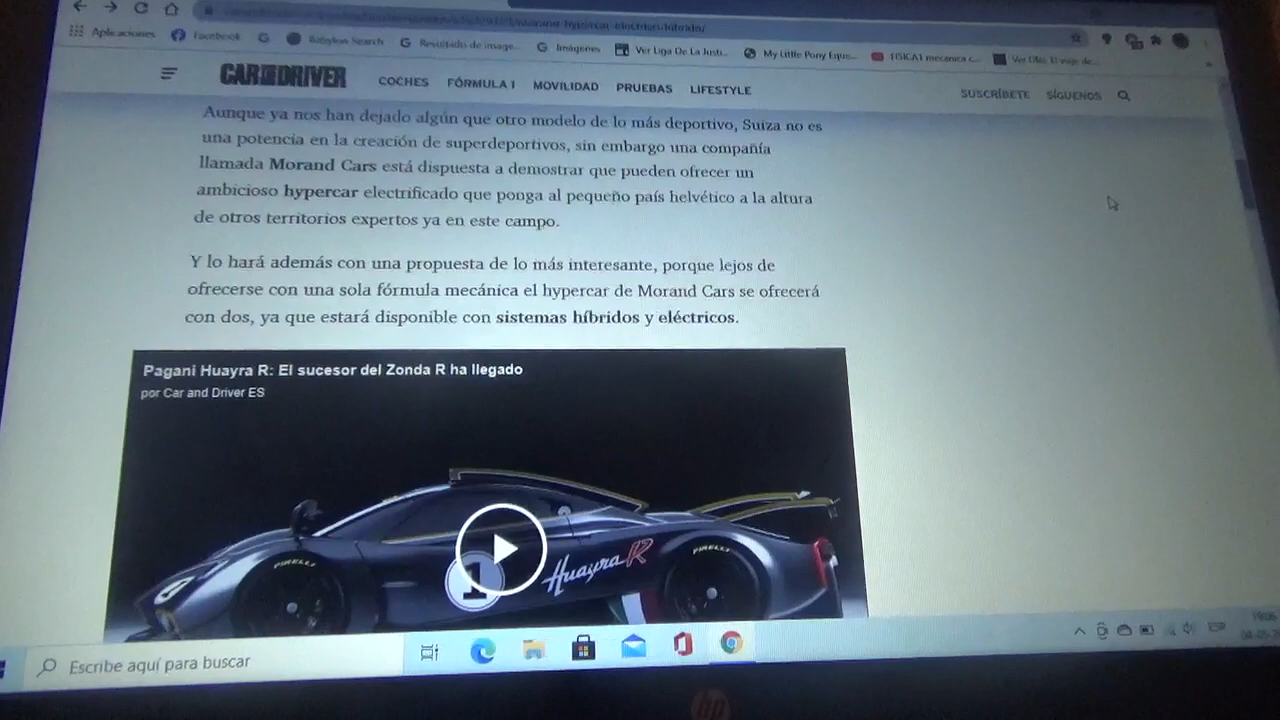 Aplicaciones
Facebook
Babylon Search
Resultado de image...
Imágenes
Ver Liga De La Justi...
My Little Pony Eque...
CAR AND DRIVER
COCHES
FÓRMULA 1
MOVILIDAD
PRUEBAS
LIFESTYLE
SUSCRÍBETE
SÍGUENOS
Aunque ya nos han dejado algún que otro modelo de lo más deportivo, Suiza no es
una potencia en la creación de superdeportivos, sin embargo una compañía
llamada Morand Cars está dispuesta a demostrar que pueden ofrecer un
ambicioso hypercar electrificado que ponga al pequeño país helvético a la altura
de otros territorios expertos ya en este campo.
Y lo hará además con una propuesta de lo más interesante, porque lejos de
ofrecerse con una sola fórmula mecánica el hypercar de Morand Cars se ofrecerá
con dos, ya que estará disponible con sistemas híbridos y eléctricos.
Pagani Huayra R: El sucesor del Zonda R ha llegado
por Car and Driver ES
PIRELLI
1
Huayra R
PIRELLI
Escribe aquí para buscar
hp